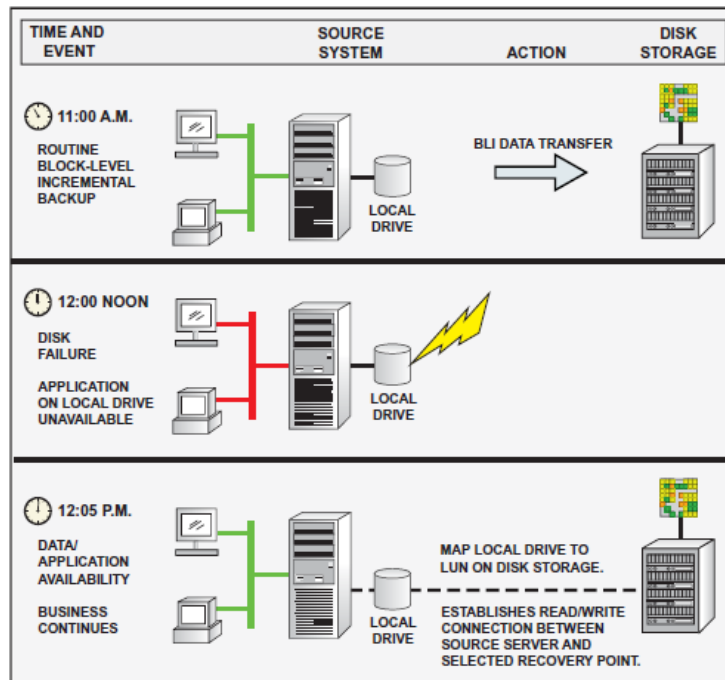 TIME AND
EVENT
SOURCE
SYSTEM
ACTION
DISK
STORAGE
11:00 A.M.
ROUTINE
BLOCK-LEVEL
INCREMENTAL
BACKUP
LOCAL
DRIVE
BLI DATA TRANSFER
12:00 NOON
DISK
FAILURE
APPLICATION
ON LOCAL DRIVE
UNAVAILABLE
LOCAL
DRIVE
12:05 P.M.
DATA/
APPLICATION
AVAILABILITY
BUSINESS
CONTINUES
LOCAL
DRIVE
MAP LOCAL DRIVE TO
LUN ON DISK STORAGE.
ESTABLISHES READ/WRITE
CONNECTION BETWEEN
SOURCE SERVER AND
SELECTED RECOVERY POINT.